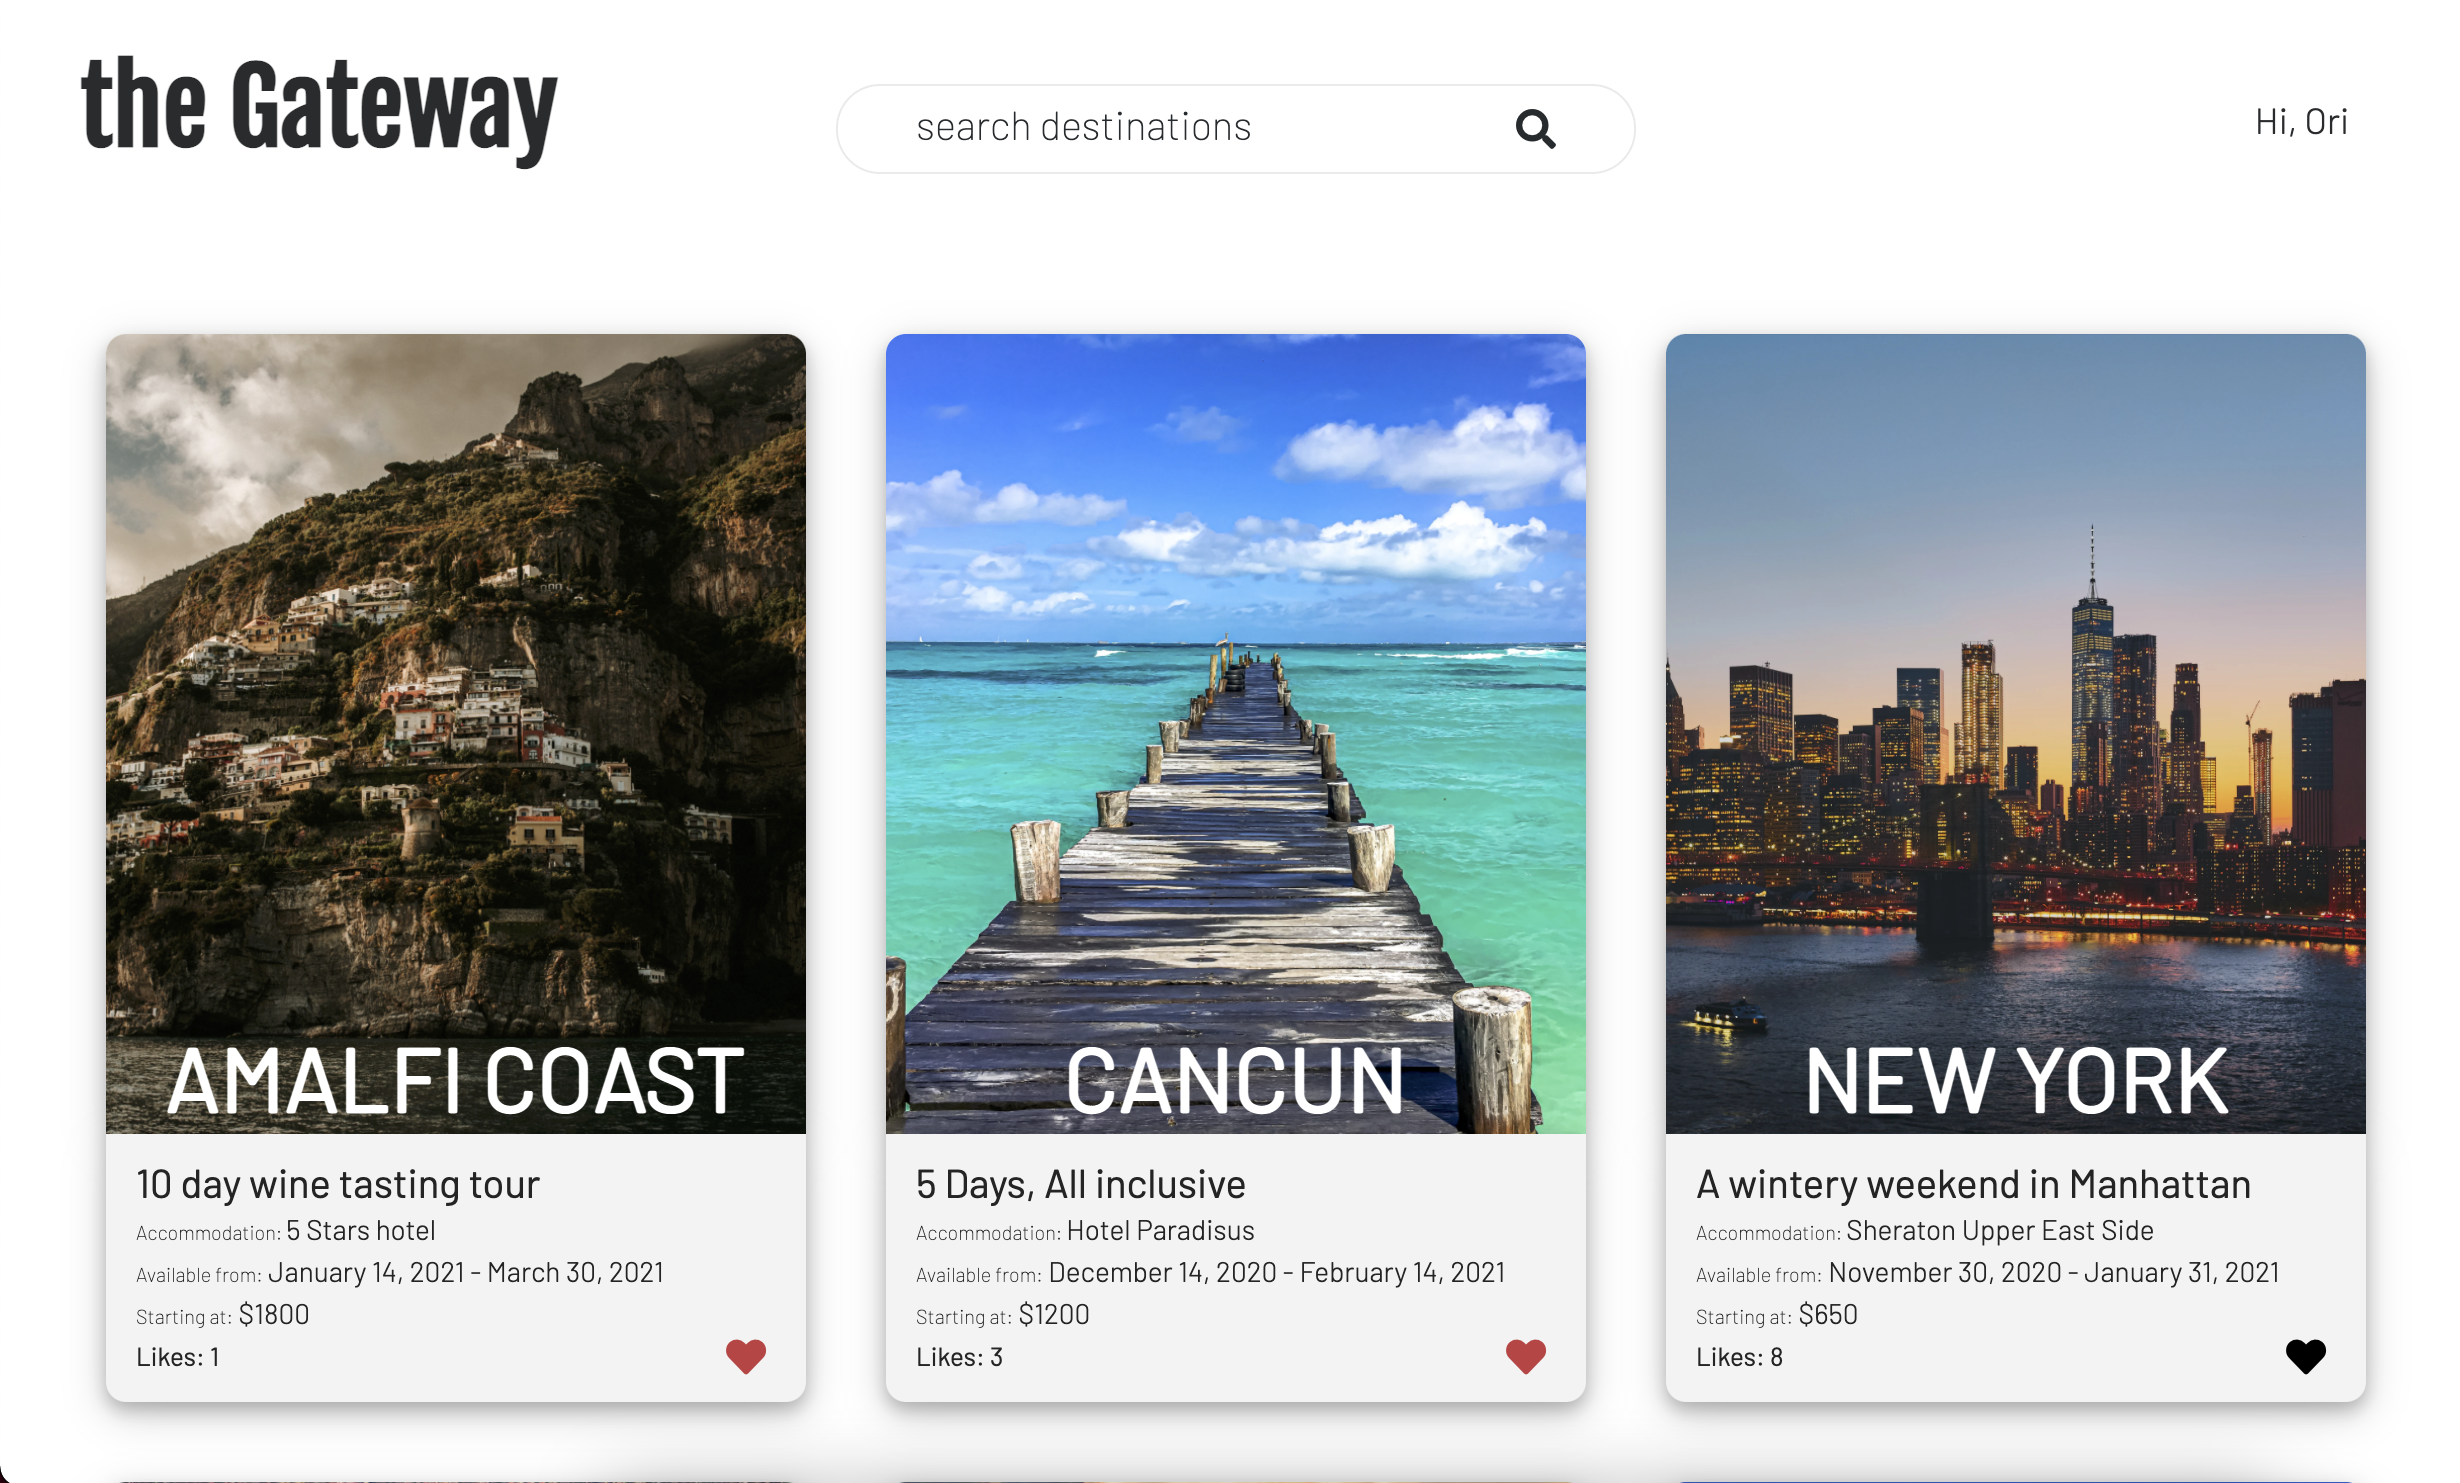 the Gateway
search destinations
Hi, Ori
AMALFI COAST
10 day wine tasting tour
Accommodation: 5 Stars hotel
Available from: January 14, 2021 - March 30, 2021
Starting at: $1800
Likes: 1
CANCUN
5 Days, All inclusive
Accommodation: Hotel Paradisus
Available from: December 14, 2020 - February 14, 2021
Starting at: $1200
Likes: 3
NEW YORK
A wintery weekend in Manhattan
Accommodation: Sheraton Upper East Side
Available from: November 30, 2020 - January 31, 2021
Starting at: $650
Likes: 8